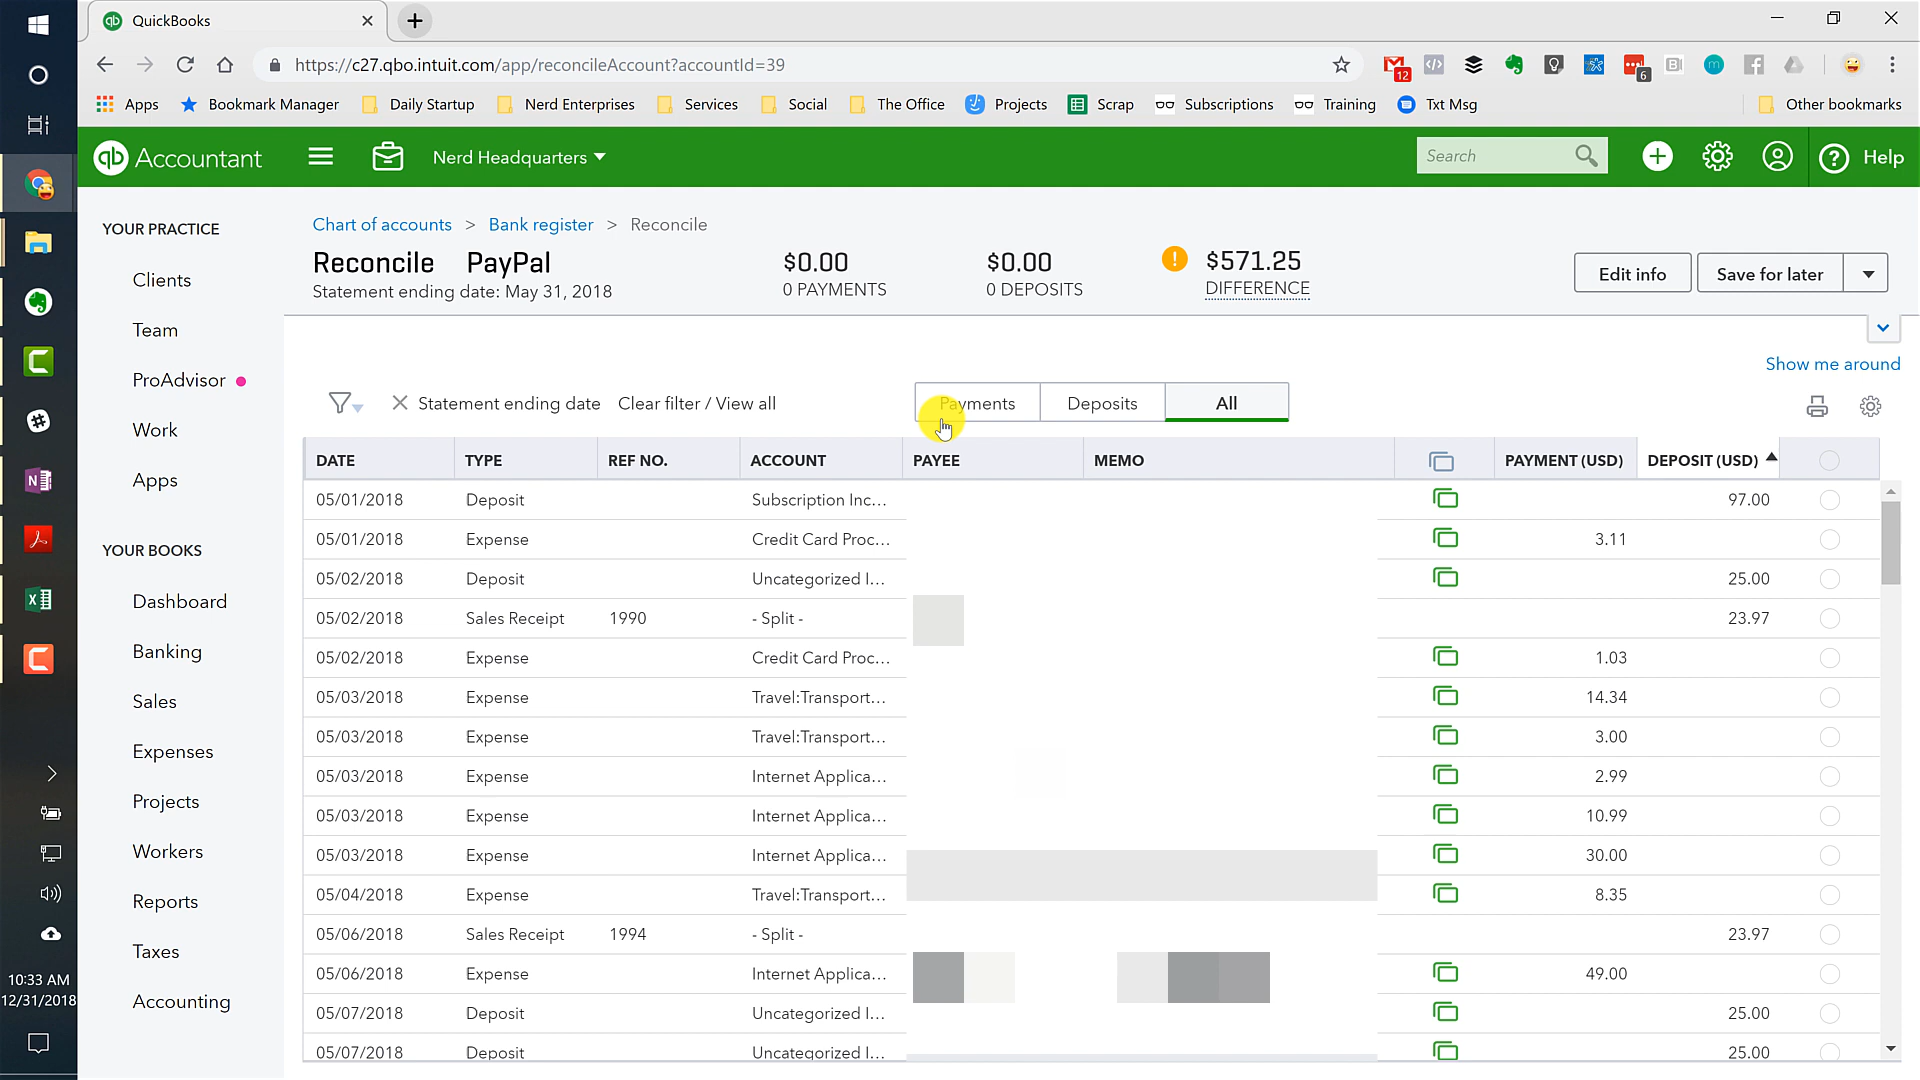 QuickBooks
https://c27.qbo.intuit.com/app/reconcileAccount?accountId=39
12
6
Apps Bookmark Manager Daily Startup Nerd Enterprises Services Social The Office Projects Scrap Subscriptions Training Txt Msg Other bookmarks
qb Accountant Nerd Headquarters Search Help
YOUR PRACTICE
Clients
Team
ProAdvisor
Work
Apps
YOUR BOOKS
Dashboard
Banking
Sales
Expenses
Projects
Workers
Reports
Taxes
Accounting
10:33 AM
12/31/2018
Chart of accounts > Bank register > Reconcile
Reconcile PayPal
Statement ending date: May 31, 2018
$0.00
0 PAYMENTS
$0.00
0 DEPOSITS
$571.25
DIFFERENCE
Edit info
Save for later
Show me around
Statement ending date Clear filter / View all
Payments Deposits All
DATE TYPE REF NO. ACCOUNT PAYEE MEMO PAYMENT (USD) DEPOSIT (USD)
05/01/2018 Deposit Subscription Inc... 97.00
05/01/2018 Expense Credit Card Proc... 3.11
05/02/2018 Deposit Uncategorized I... 25.00
05/02/2018 Sales Receipt 1990 - Split - 23.97
05/02/2018 Expense Credit Card Proc... 1.03
05/03/2018 Expense Travel:Transport... 14.34
05/03/2018 Expense Travel:Transport... 3.00
05/03/2018 Expense Internet Applica... 2.99
05/03/2018 Expense Internet Applica... 10.99
05/03/2018 Expense Internet Applica... 30.00
05/04/2018 Expense Travel:Transport... 8.35
05/06/2018 Sales Receipt 1994 - Split - 23.97
05/06/2018 Expense Internet Applica... 49.00
05/07/2018 Deposit Uncategorized I... 25.00
05/07/2018 Deposit Uncategorized I... 25.00